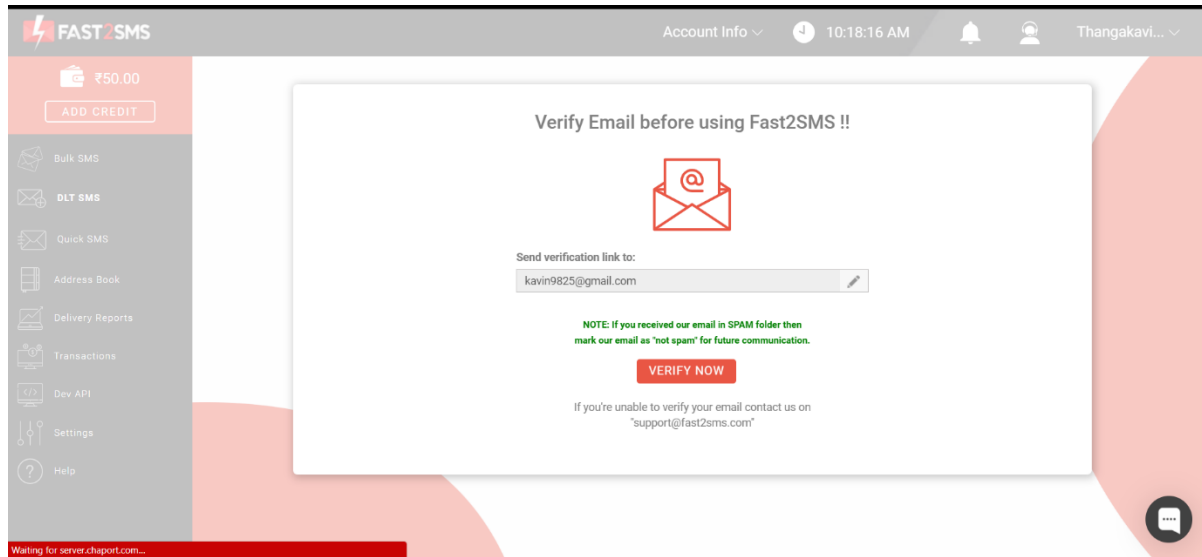 FAST2SMS
Account Info
10:18:16 AM
Thangakavi...
₹50.00
ADD CREDIT
Bulk SMS
DLT SMS
Quick SMS
Address Book
Delivery Reports
Transactions
Dev API
Settings
Help
Verify Email before using Fast2SMS !!
@
Send verification link to:
kavin9825@gmail.com
NOTE: If you received our email in SPAM folder then
mark our email as "not spam" for future communication.
VERIFY NOW
If you're unable to verify your email contact us on
"support@fast2sms.com"
Waiting for server.chaport.com...